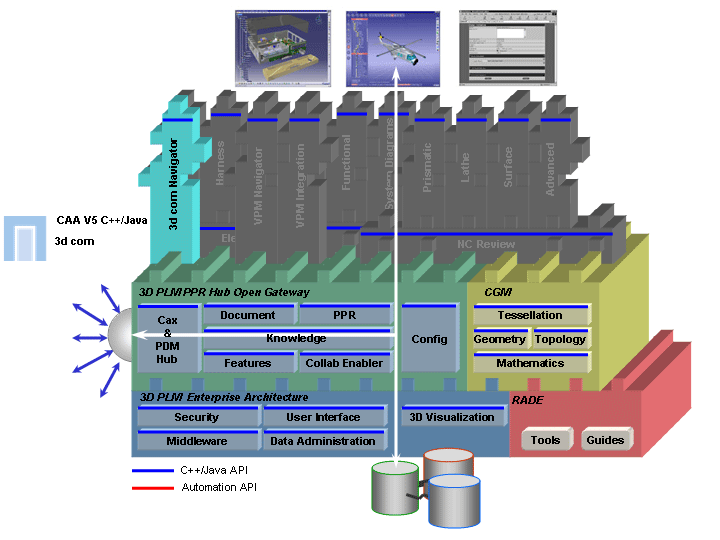 3d com Navigator
Harness
VPM Navigator
VPM Integration
Functional
System Diagrams
Prismatic
Lathe
Surface
Advanced
CAA V5 C++/Java
3d com
Ele
NC Review
3D PLM PPR Hub Open Gateway
CGM
Cax
&
PDM
Hub
Document
PPR
Knowledge
Features
Collab Enabler
Config
Tessellation
Geometry
Topology
Mathematics
3D PLM Enterprise Architecture
RADE
Security
User Interface
3D Visualization
Middleware
Data Administration
Tools
Guides
C++/Java API
Automation API